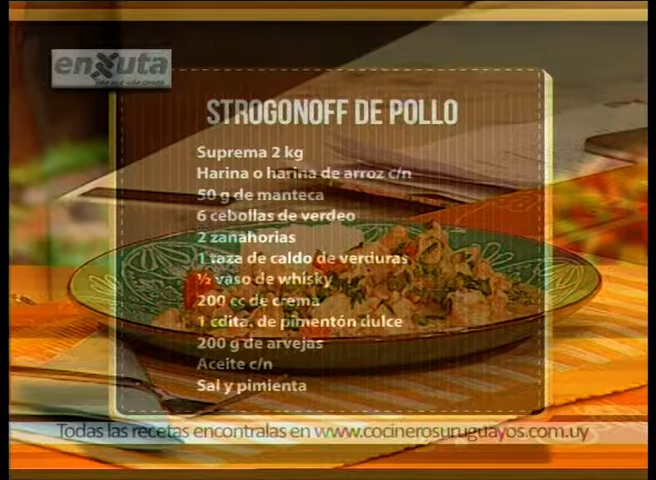 enxuta
STROGONOFF DE POLLO
Suprema 2 kg
Harina o harina de arroz c/n
50 g de manteca
6 cebollas de verdeo
2 zanahorias
1 taza de caldo de verduras
½ vaso de whisky
200 cc de crema
1 cdita. de pimentón dulce
200 g de arvejas
Aceite c/n
Sal y pimienta
Todas las recetas encontralas en www.cocinerosuruguayos.com.uy